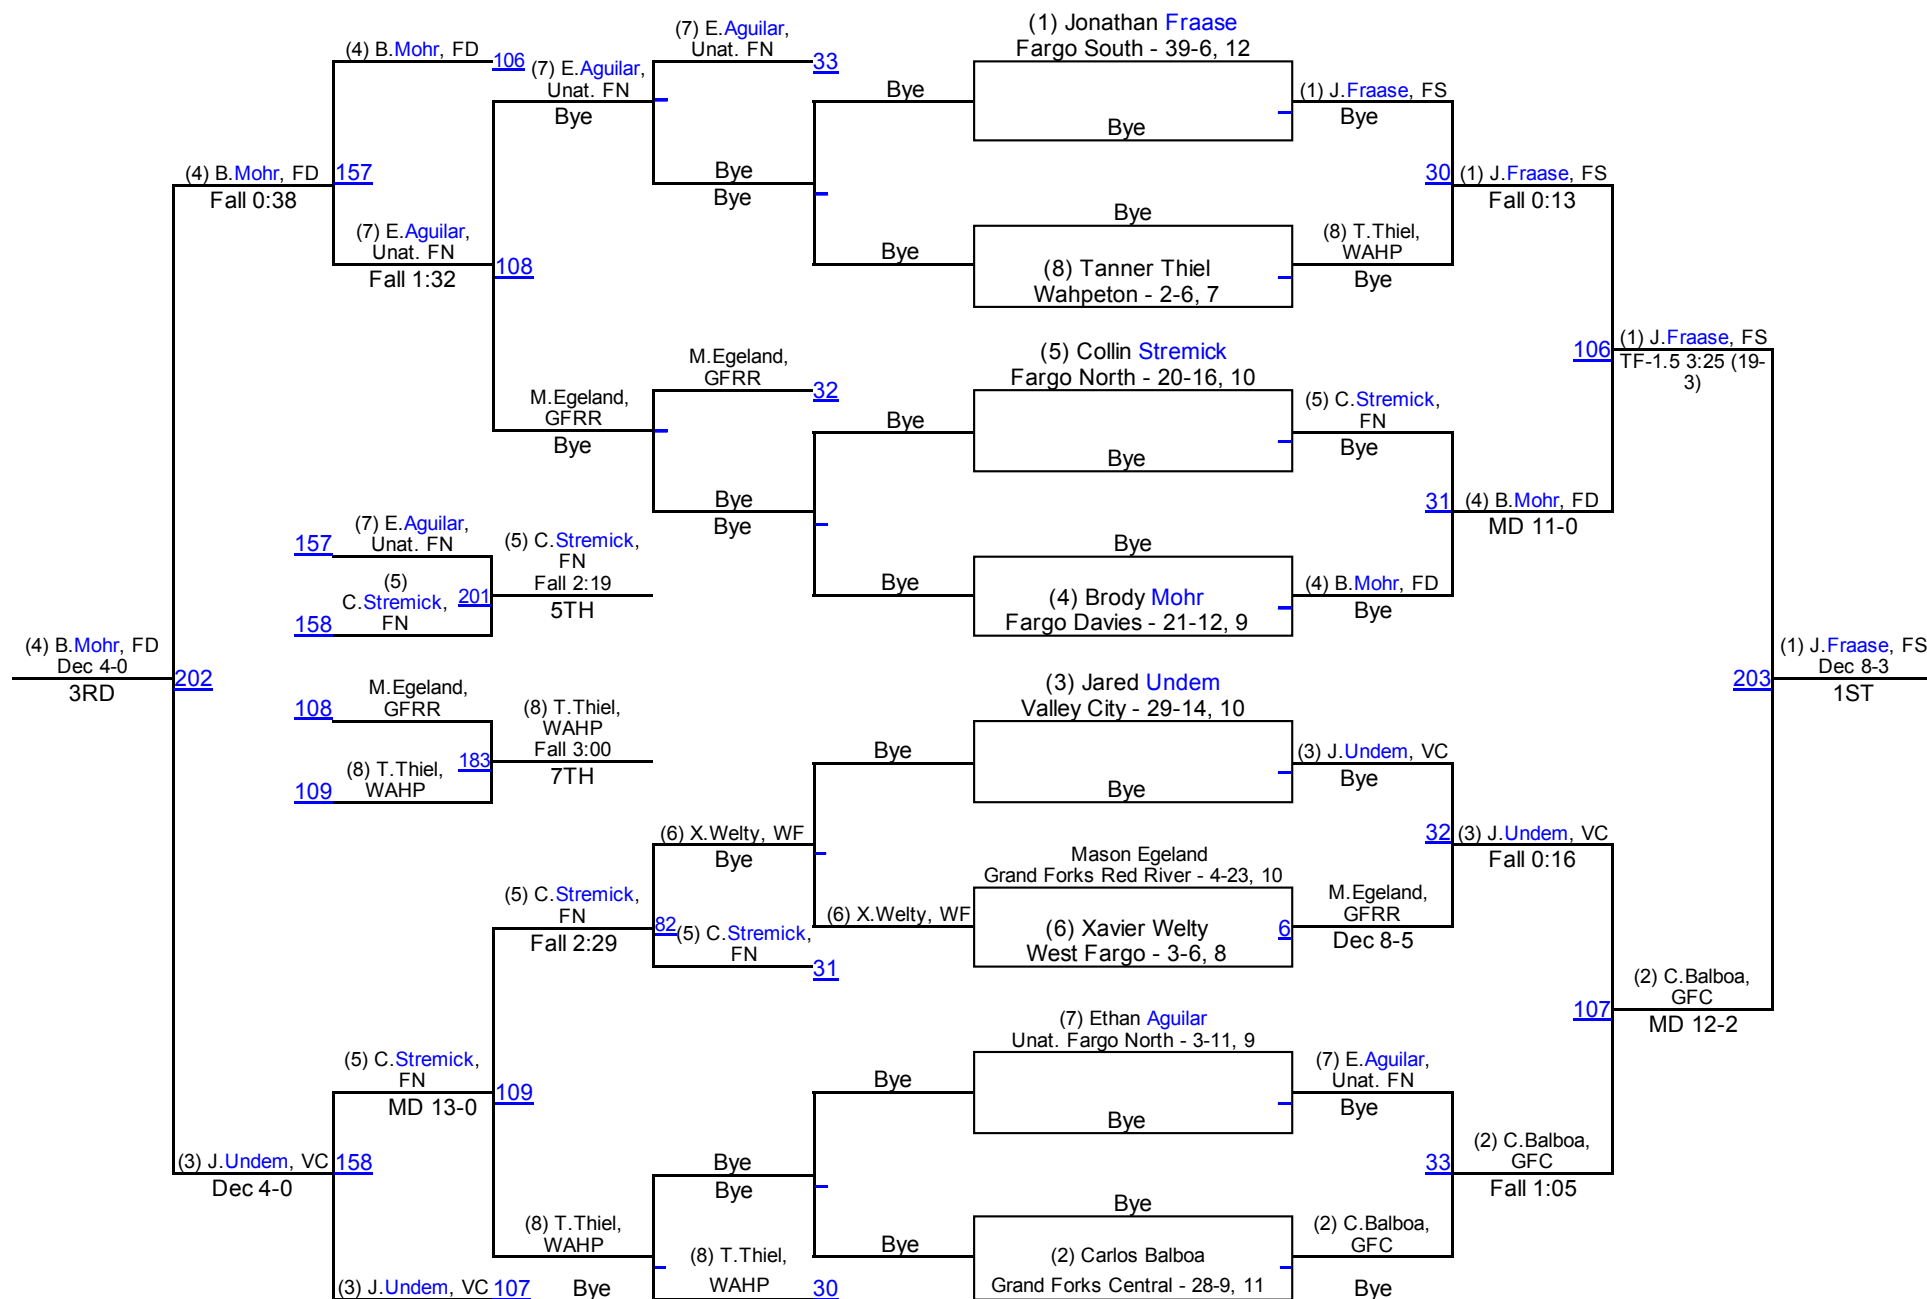 (1) Jonathan Fraase
Fargo South - 39-6, 12
Bye
Bye
(8) Tanner Thiel
Wahpeton - 2-6, 7
(5) Collin Stremick
Fargo North - 20-16, 10
Bye
Bye
(4) Brody Mohr
Fargo Davies - 21-12, 9
(3) Jared Undem
Valley City - 29-14, 10
Bye
Mason Egeland
Grand Forks Red River - 4-23, 10
(6) Xavier Welty
West Fargo - 3-6, 8
6
(7) Ethan Aguilar
Unat. Fargo North - 3-11, 9
Bye
Bye
(2) Carlos Balboa
Grand Forks Central - 28-9, 11
(1) J.Fraase, FS
Bye
(8) T.Thiel,
WAHP
Bye
(5) C.Stremick,
FN
Bye
(4) B.Mohr, FD
Bye
(3) J.Undem, VC
Bye
M.Egeland,
GFRR
Dec 8-5
(7) E.Aguilar,
Unat. FN
Bye
(2) C.Balboa,
GFC
Bye
30
(1) J.Fraase, FS
Fall 0:13
31
(4) B.Mohr, FD
MD 11-0
32
(3) J.Undem, VC
Fall 0:16
33
(2) C.Balboa,
GFC
Fall 1:05
106
(1) J.Fraase, FS
TF-1.5 3:25 (19-
3)
107
(2) C.Balboa,
GFC
MD 12-2
203
(1) J.Fraase, FS
Dec 8-3
1ST
Bye
Bye
Bye
Bye
Bye
(6) X.Welty, WF
Bye
Bye
(7) E.Aguilar,
Unat. FN
33
Bye
Bye
M.Egeland,
GFRR
32
Bye
Bye
(6) X.Welty, WF
Bye
82
(5) C.Stremick,
FN
31
Bye
Bye
(8) T.Thiel,
WAHP
30
(7) E.Aguilar,
Unat. FN
Bye
M.Egeland,
GFRR
Bye
(5) C.Stremick,
FN
Fall 2:29
(8) T.Thiel,
WAHP
Bye
(4) B.Mohr, FD
106
(7) E.Aguilar,
Unat. FN
Fall 1:32
108
(5) C.Stremick,
FN
MD 13-0
109
(3) J.Undem, VC
107
(4) B.Mohr, FD
Fall 0:38
157
(3) J.Undem, VC
Dec 4-0
158
(4) B.Mohr, FD
Dec 4-0
3RD
202
157
(7) E.Aguilar,
Unat. FN
158
(5)
C.Stremick,
FN
201
(5) C.Stremick,
FN
Fall 2:19
5TH
108
M.Egeland,
GFRR
109
(8) T.Thiel,
WAHP
183
(8) T.Thiel,
WAHP
Fall 3:00
7TH